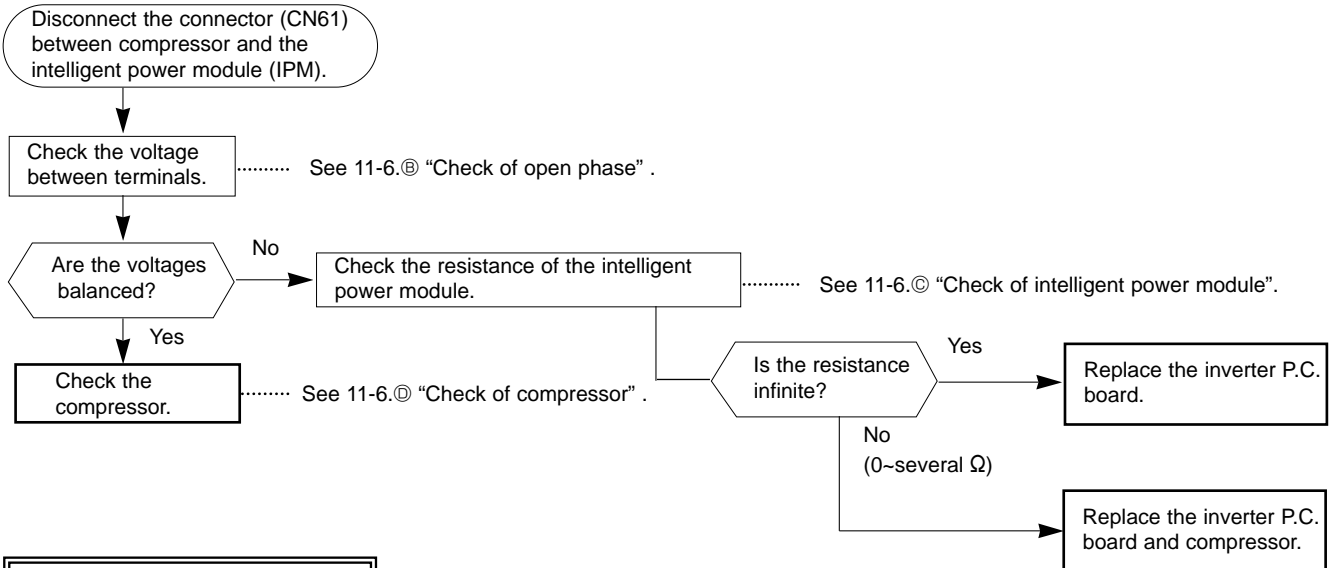 Disconnect the connector (CN61)
between compressor and the
intelligent power module (IPM).
Check the voltage
between terminals.
See 11-6.Ⓑ “Check of open phase” .
Are the voltages
balanced?
No
Check the resistance of the intelligent
power module.
See 11-6.Ⓒ “Check of intelligent power module”.
Yes
Check the
compressor.
See 11-6.Ⓓ “Check of compressor” .
Is the resistance
infinite?
Yes
Replace the inverter P.C.
board.
No
(0~several Ω)
Replace the inverter P.C.
board and compressor.